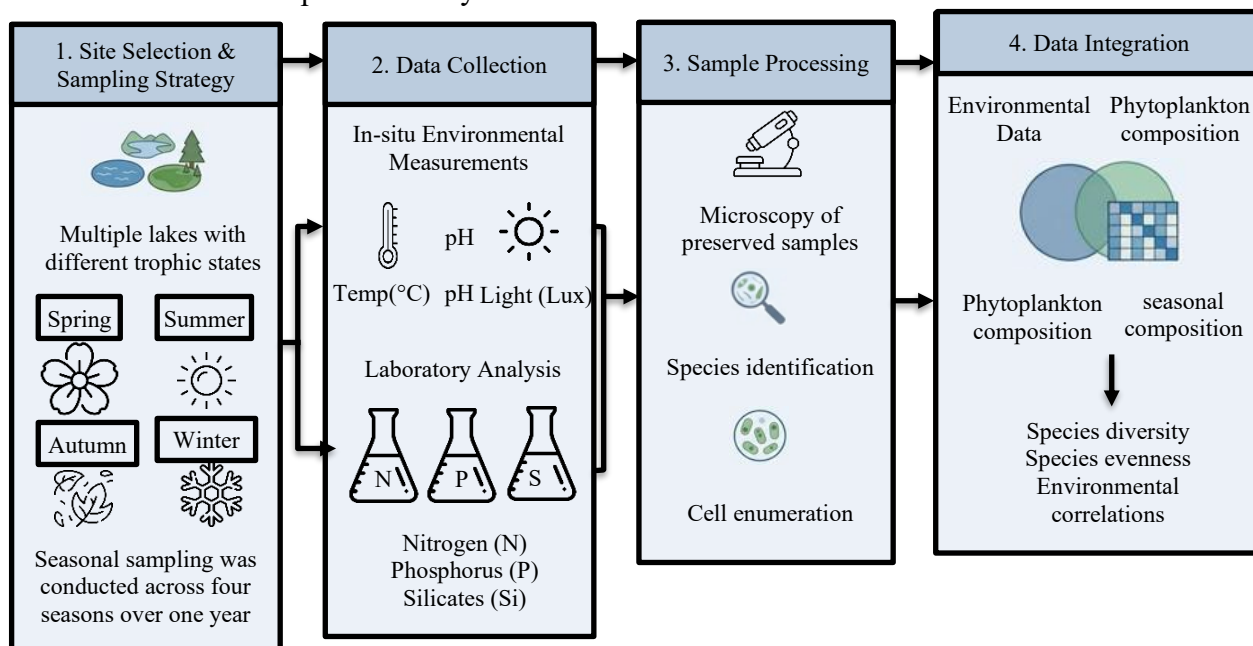 1. Site Selection &
Sampling Strategy
Multiple lakes with
different trophic states
Spring
Summer
Autumn
Winter
Seasonal sampling was
conducted across four
seasons over one year
2. Data Collection
In-situ Environmental
Measurements
pH
Temp(°C)
pH
Light (Lux)
Laboratory Analysis
N
P
S
Nitrogen (N)
Phosphorus (P)
Silicates (Si)
3. Sample Processing
Microscopy of
preserved samples
Species identification
Cell enumeration
4. Data Integration
Environmental
Data
Phytoplankton
composition
Phytoplankton
composition
seasonal
composition
Species diversity
Species evenness
Environmental
correlations